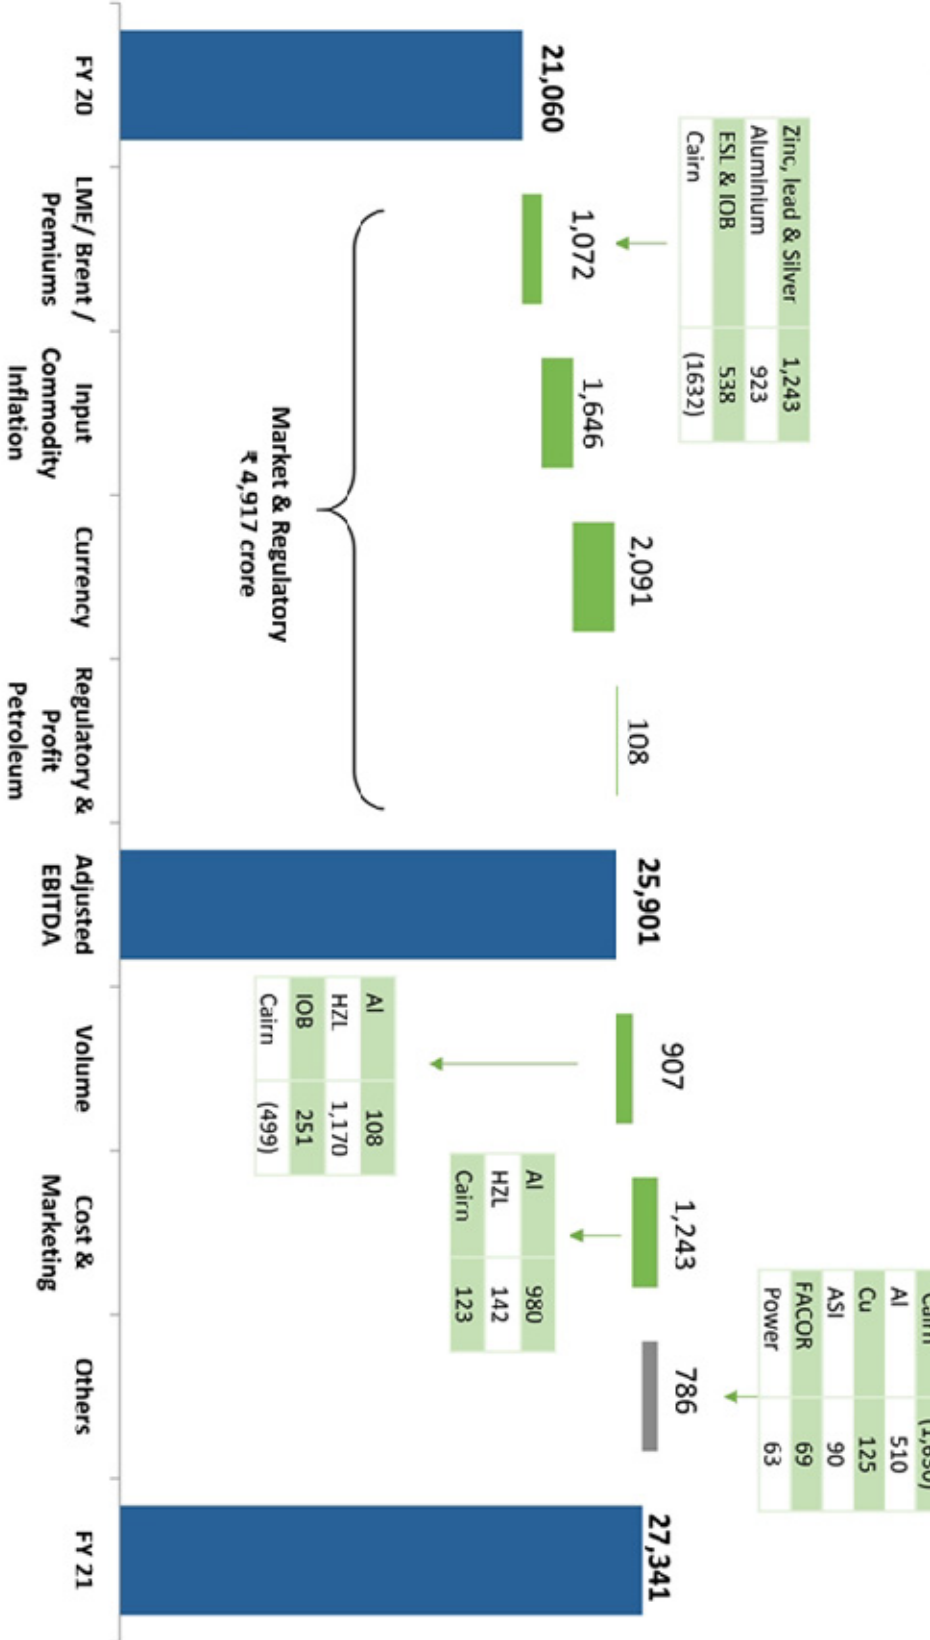 Zinc, lead & Silver 1,243
Aluminium 923
ESL & IOB 538
Cairn (1632)
Al 510
Cu 125
ASI 90
FACOR 69
Power 63
21,060
1,072
1,646
2,091
108
25,901
907
1,243
786
27,341
Al 980
HZL 142
Cairn 123
Al 108
HZL 1,170
IOB 251
Cairn (499)
Market & Regulatory
₹ 4,917 crore
FY 20
LME/ Brent /
Premiums
Input
Commodity
Inflation
Currency
Regulatory &
Profit
Petroleum
Adjusted
EBITDA
Volume
Cost &
Marketing
Others
FY 21